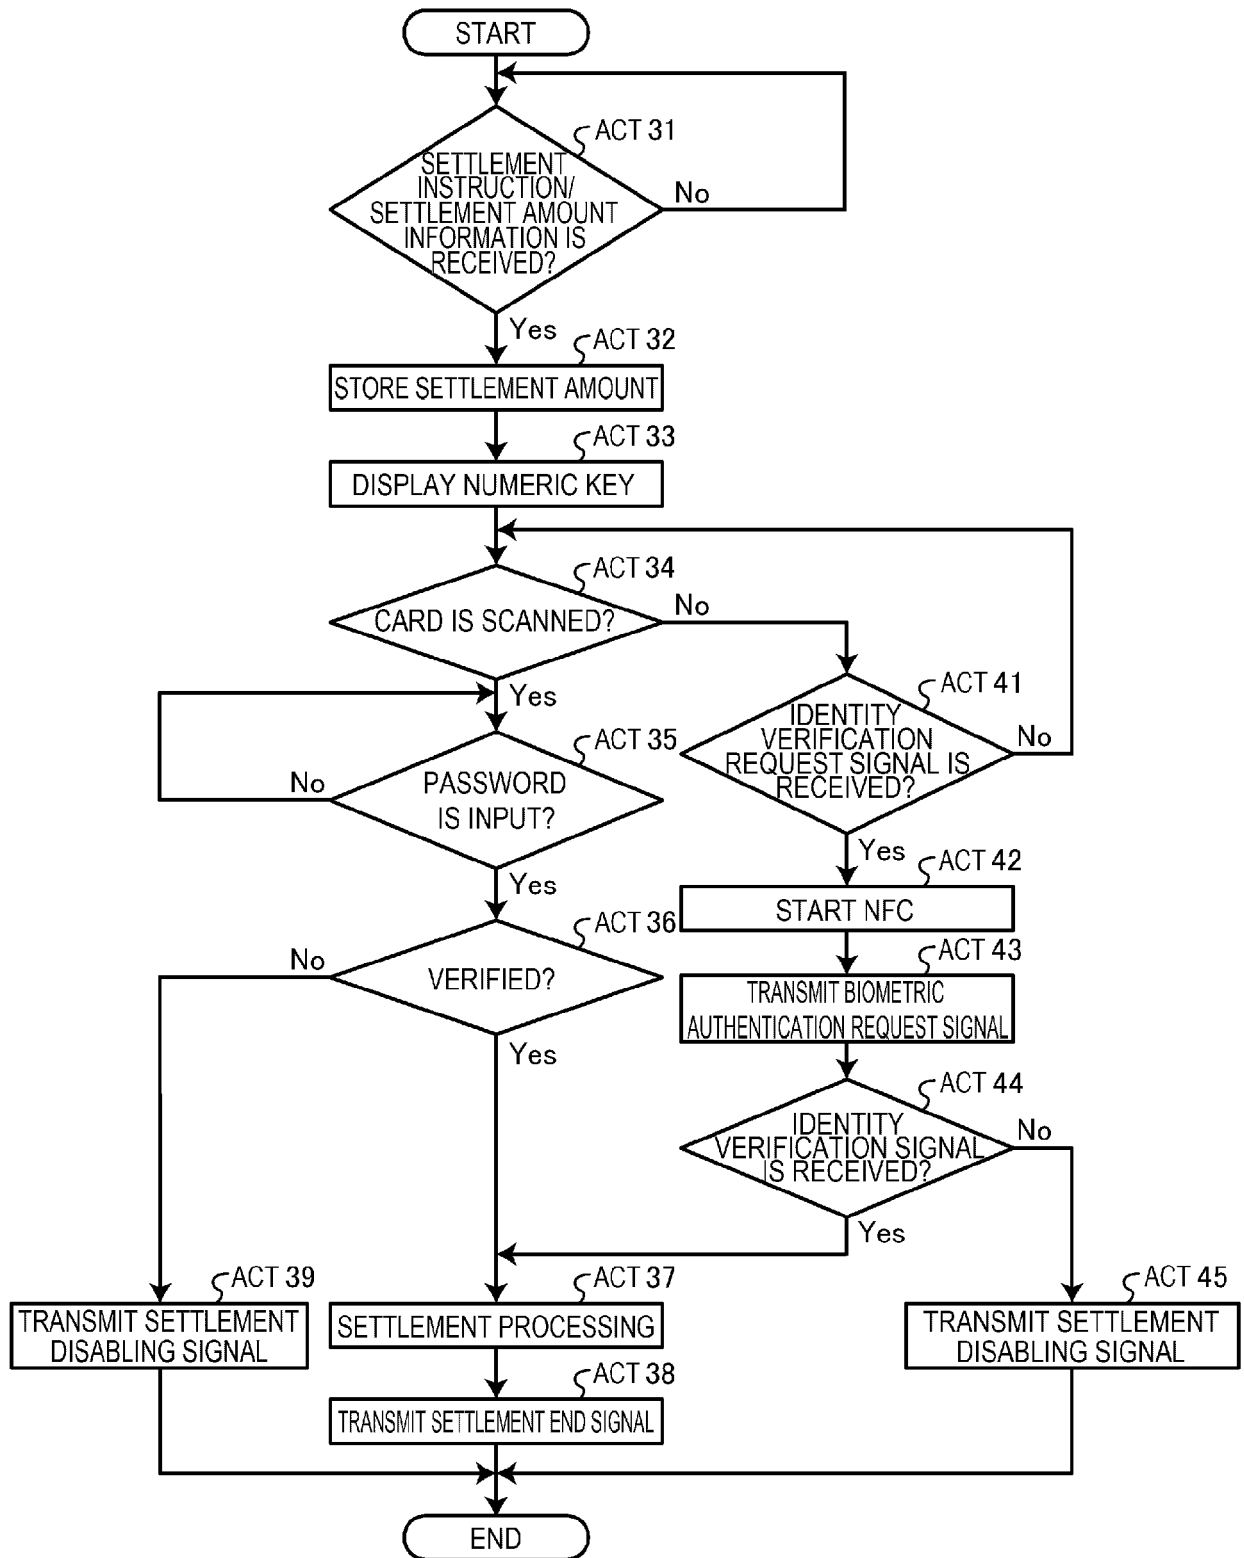 START
ACT 31
SETTLEMENT
INSTRUCTION/
SETTLEMENT AMOUNT
INFORMATION IS
RECEIVED?
No
Yes
ACT 32
STORE SETTLEMENT AMOUNT
ACT 33
DISPLAY NUMERIC KEY
ACT 34
CARD IS SCANNED?
No
Yes
ACT 41
IDENTITY
VERIFICATION
REQUEST SIGNAL IS
RECEIVED?
No
Yes
ACT 35
PASSWORD
IS INPUT?
No
Yes
ACT 42
START NFC
ACT 36
VERIFIED?
No
Yes
ACT 43
TRANSMIT BIOMETRIC
AUTHENTICATION REQUEST SIGNAL
ACT 44
IDENTITY
VERIFICATION SIGNAL
IS RECEIVED?
No
Yes
ACT 39
TRANSMIT SETTLEMENT
DISABLING SIGNAL
ACT 37
SETTLEMENT PROCESSING
ACT 45
TRANSMIT SETTLEMENT
DISABLING SIGNAL
ACT 38
TRANSMIT SETTLEMENT END SIGNAL
END